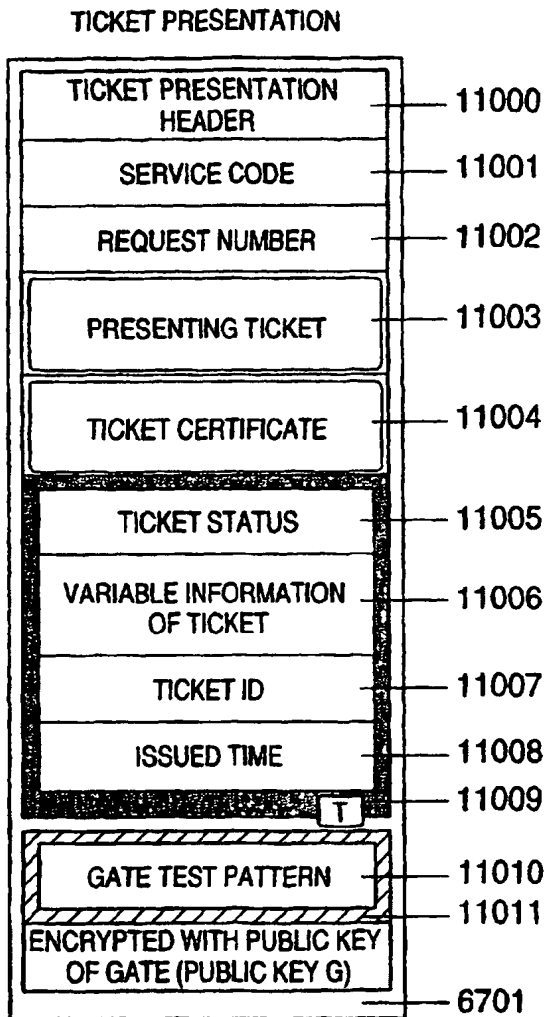 TICKET PRESENTATION
TICKET PRESENTATION
HEADER
11000
SERVICE CODE
11001
REQUEST NUMBER
11002
PRESENTING TICKET
11003
TICKET CERTIFICATE
11004
TICKET STATUS
11005
VARIABLE INFORMATION
OF TICKET
11006
TICKET ID
11007
ISSUED TIME
11008
T
11009
GATE TEST PATTERN
11010
11011
ENCRYPTED WITH PUBLIC KEY
OF GATE (PUBLIC KEY G)
6701